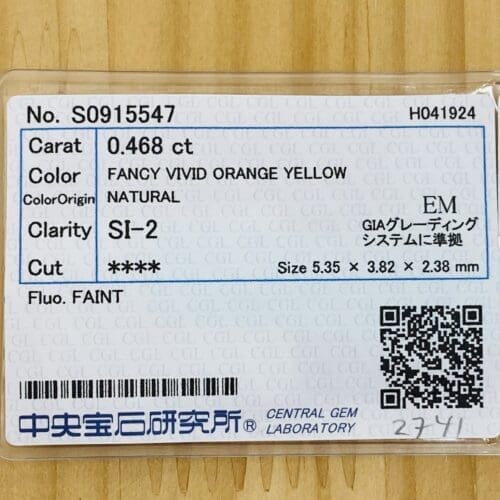 No. S0915547 H041924
Carat 0.468 ct
Color FANCY VIVID ORANGE YELLOW
ColorOrigin NATURAL
Clarity SI-2 EM
GIAグレーディング
システムに準拠
Cut **** Size 5.35 × 3.82 × 2.38 mm
Fluo. FAINT
中央宝石研究所® CENTRAL GEM
LABORATORY
2741